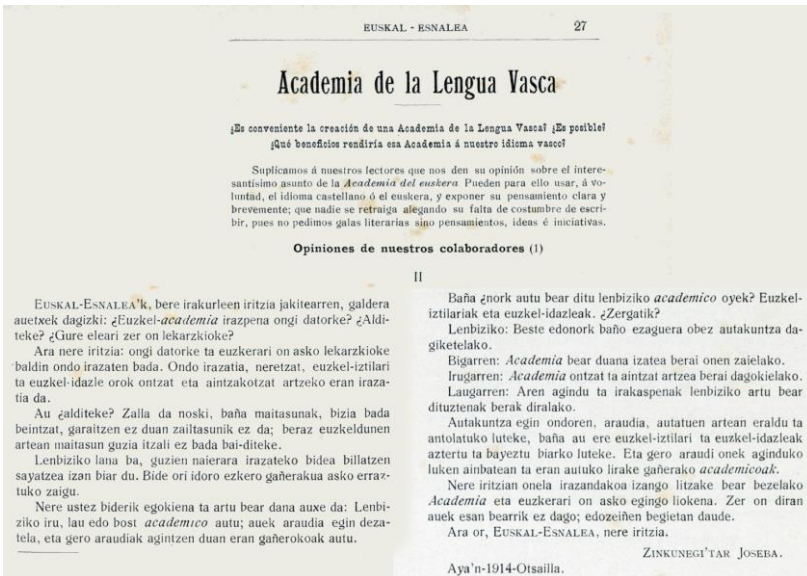 EUSKAL - ESNALEA 27
Academia de la Lengua Vasca
¿Es conveniente la creación de una Academia de la Lengua Vasca? ¿Es posible?
¿Qué beneficios rendiría esa Academia á nuestro idioma vasco?
Suplicamos á nuestros lectores que nos den su opinión sobre el intere-
santísimo asunto de la Academia del euskera Pueden para ello usar, á vo-
luntad, el idioma castellano ó el euskera, y exponer su pensamiento clara y
brevemente; que nadie se retraiga alegando su falta de costumbre de escri-
bir, pues no pedimos galas literarias sino pensamientos, ideas é iniciativas.
Opiniones de nuestros colaboradores (1)
II
EUSKAL-ESNALEA'k, bere irakurleen iritzia jakitearren, galdera
auetxek dagizki: ¿Euzkel-academia irazpena ongi datorke? ¿Aldi-
teke? ¿Gure eleari zer on lekarzkioke?
Ara nere iritzia: ongi datorke ta euzkerari on asko lekarzkioke
baldin ondo irazaten bada. Ondo irazatia, neretzat, euzkel-iztilari
ta euzkel-idazle orok ontzat eta aintzakotzat artzeko eran iraza-
tia da.
Au ¿alditeke? Zalla da noski, baña maitasunak, bizia bada
beintzat, garaitzen ez duan zailtasunik ez da; beraz euzkeldunen
artean maitasun guzia itzali ez bada bai-diteke.
Lenbiziko lana ba, guzien naierara irazateko bidea billatzen
sayatzea izan biar du. Bide ori idoro ezkero gañerakua asko erraz-
tuko zaigu.
Nere ustez biderik egokiena ta artu bear dana auxe da: Lenbi-
ziko iru, lau edo bost academico autu; auek araudia egin deza-
tela, eta gero araudiak agintzen duan eran gañerokoak autu.
Baña ¿nork autu bear ditu lenbiziko academico oyek? Euzkel-
iztilariak eta euzkel-idazleak. ¿Zergatik?
Lenbiziko: Beste edonork baño ezaguera obez autakuntza da-
giketelako.
Bigarren: Academia bear duana izatea berai onen zaielako.
Irugarren: Academia ontzat ta aintzat artzea berai dagokielako.
Laugarren: Aren agindu ta irakaspenak lenbiziko artu bear
dituztenak berak diralako.
Autakuntza egin ondoren, araudia, autatuen artean eraldu ta
antolatuko luteke, baña au ere euzkel-iztilari ta euzkel-idazleak
aztertu ta bayeztu biarko luteke. Eta gero araudi onek aginduko
luken ainbatean ta eran autuko lirake gañerako academicoak.
Nere iritzian onela irazandakoa izango litzake bear bezelako
Academia eta euzkerari on asko egingo liokena. Zer on diran
auek esan bearrik ez dago; edozeiñen begietan daude.
Ara or, EUSKAL-ESNALEA, nere iritzia.
ZINKUNEGI'TAR JOSEBA.
Aya'n-1914-Otsailla.